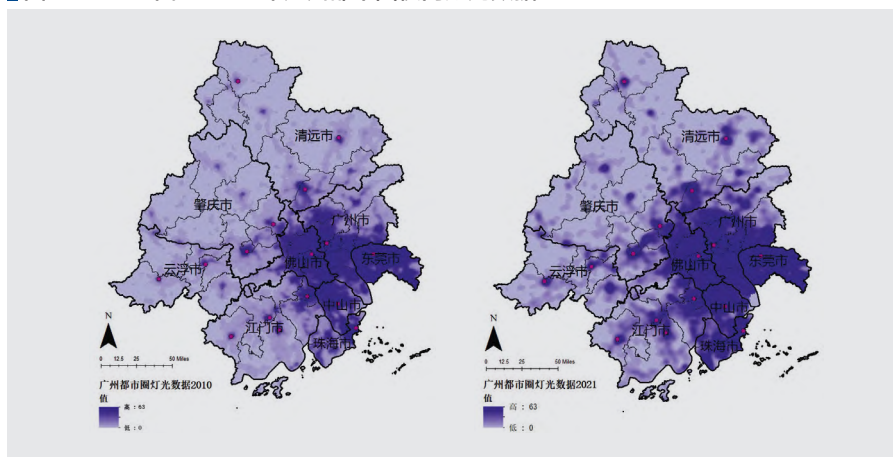 清远市
肇庆市
广州市
云浮市
佛山市
东莞市
中山市
江门市
珠海市
N
0 12.5 25 50 Miles
广州都市圈灯光数据2010
值
高 : 63
低 : 0
清远市
肇庆市
广州市
云浮市
佛山市
东莞市
中山市
江门市
珠海市
N
0 12.5 25 50 Miles
广州都市圈灯光数据2021
值
高 : 63
低 : 0